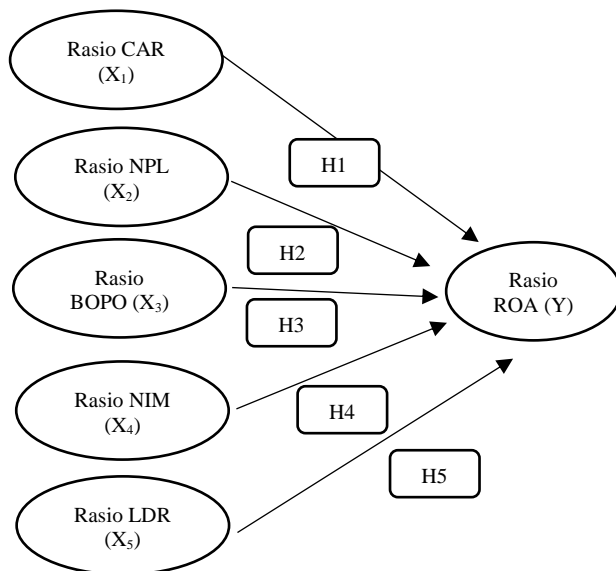 Rasio CAR
(X₁)
H1
Rasio NPL
(X₂)
H2
Rasio
BOPO (X₃)
H3
Rasio
ROA (Y)
Rasio NIM
(X₄)
H4
H5
Rasio LDR
(X₅)